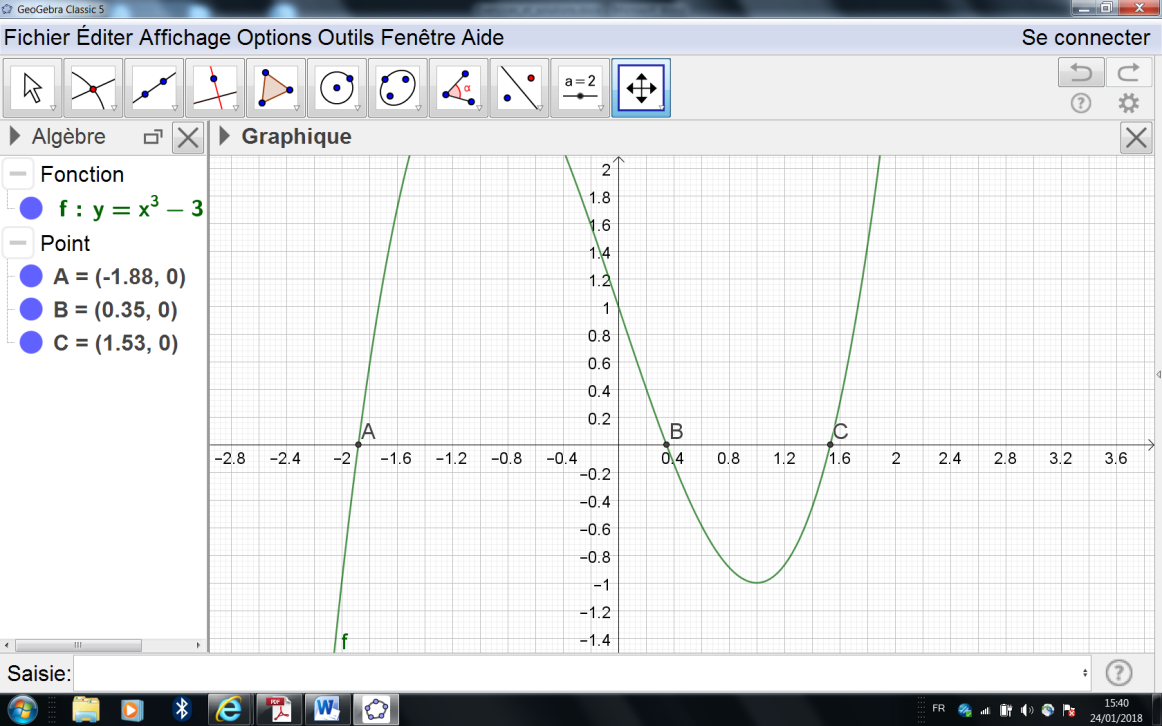 GeoGebra Classic 5
Fichier Éditer Affichage Options Outils Fenêtre Aide
Se connecter
α
a = 2
Algèbre
Graphique
Fonction
f : y = x³ − 3
Point
A = (-1.88, 0)
B = (0.35, 0)
C = (1.53, 0)
2
1.8
1.6
1.4
1.2
1
0.8
0.6
0.4
0.2
A
B
C
−2.8 −2.4 −2 −1.6 −1.2 −0.8 −0.4 0.4 0.8 1.2 1.6 2 2.4 2.8 3.2 3.6
−0.2
−0.4
−0.6
−0.8
−1
−1.2
−1.4
f
Saisie:
FR
15:40
24/01/2018